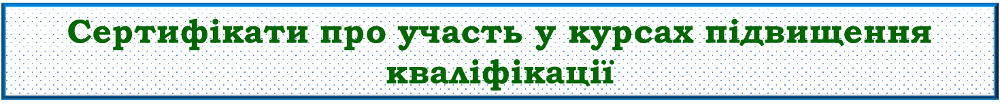 Сертифікати про участь у курсах підвищення
кваліфікації